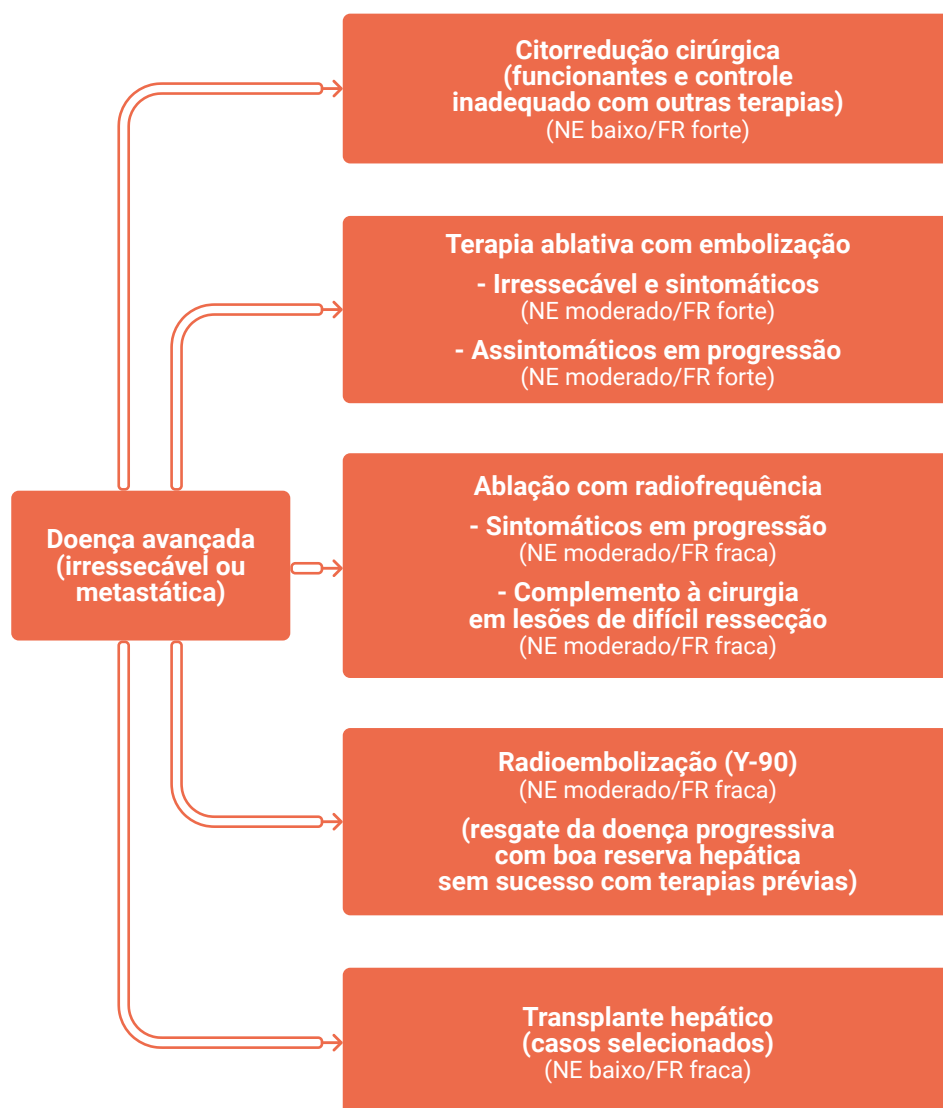 Citorredução cirúrgica
(funcionantes e controle
inadequado com outras terapias)
(NE baixo/FR forte)
Terapia ablativa com embolização
- Irressecável e sintomáticos
(NE moderado/FR forte)
- Assintomáticos em progressão
(NE moderado/FR forte)
Doença avançada
(irressecável ou
metastática)
Ablação com radiofrequência
- Sintomáticos em progressão
(NE moderado/FR fraca)
- Complemento à cirurgia
em lesões de difícil ressecção
(NE moderado/FR fraca)
Radioembolização (Y-90)
(NE moderado/FR fraca)
(resgate da doença progressiva
com boa reserva hepática
sem sucesso com terapias prévias)
Transplante hepático
(casos selecionados)
(NE baixo/FR fraca)